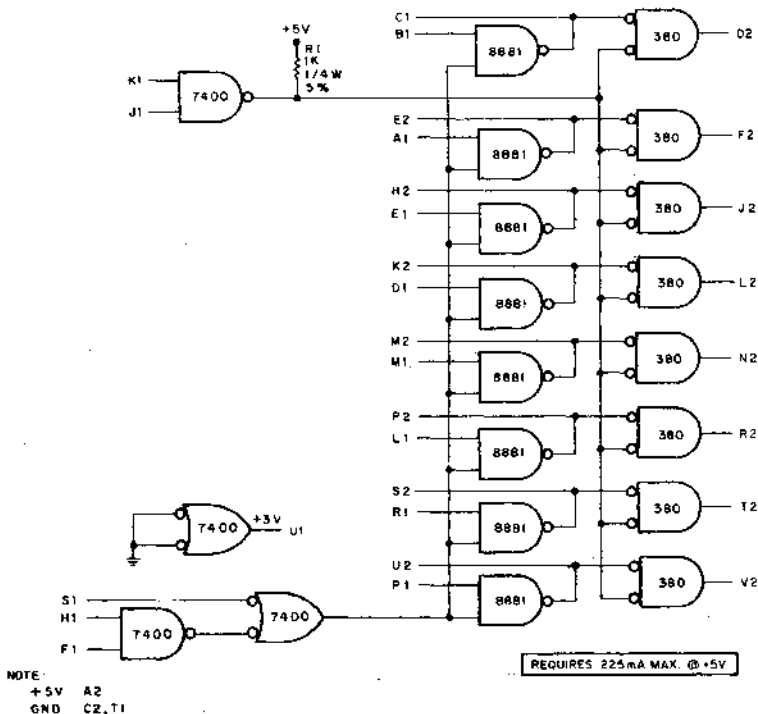 C1
B1
8881
380
D2
+5V
R1
1K
1/4W
5%
K1
J1
7400
E2
A1
8881
380
F2
H2
E1
8881
380
J2
K2
D1
8881
380
L2
M2
M1
8881
380
N2
P2
L1
8881
380
R2
S2
R1
8881
380
T2
7400
+3V
U1
U2
P1
8881
380
V2
S1
H1
F1
7400
7400
REQUIRES 225mA MAX. @ +5V
NOTE:
+5V A2
GND C2,T1